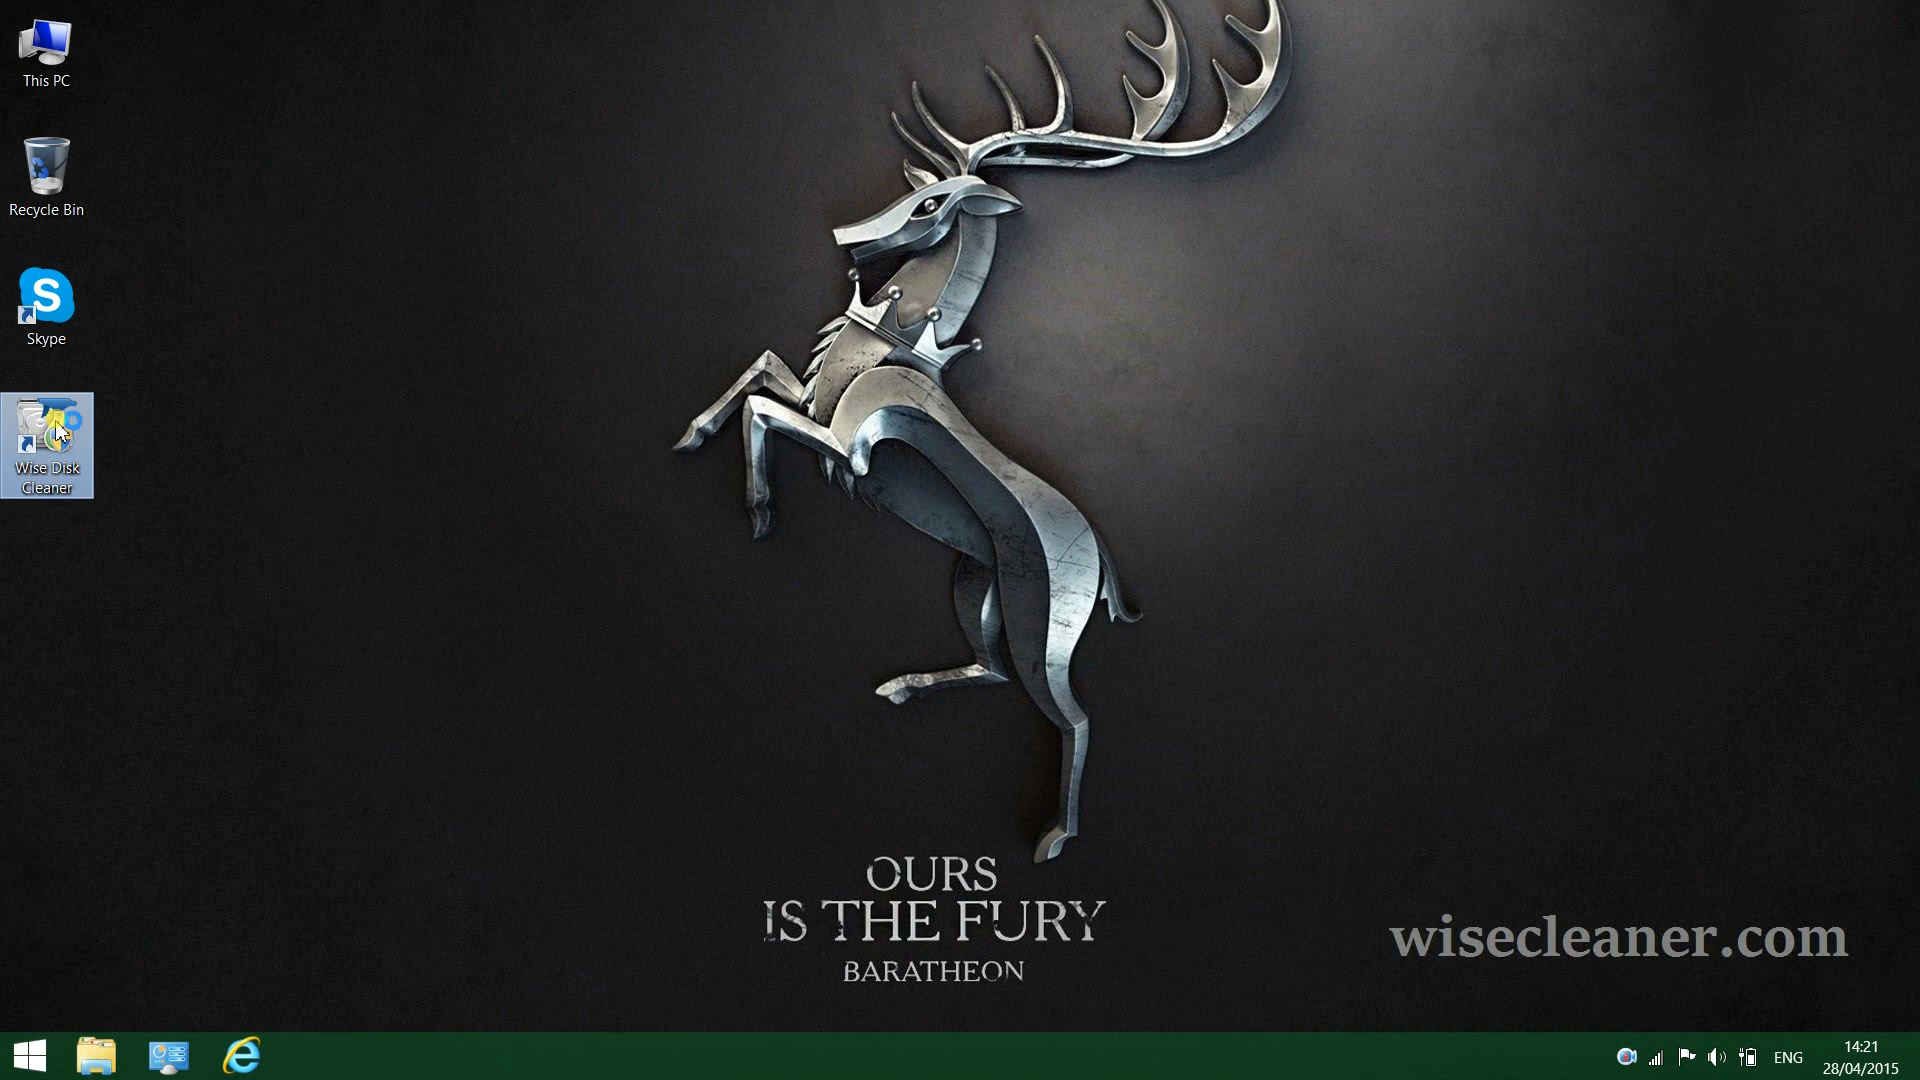 This PC
Recycle Bin
S
Skype
Wise Disk
Cleaner
OURS
IS THE FURY
BARATHEON
wisecleaner.com
ENG
14:21
28/04/2015